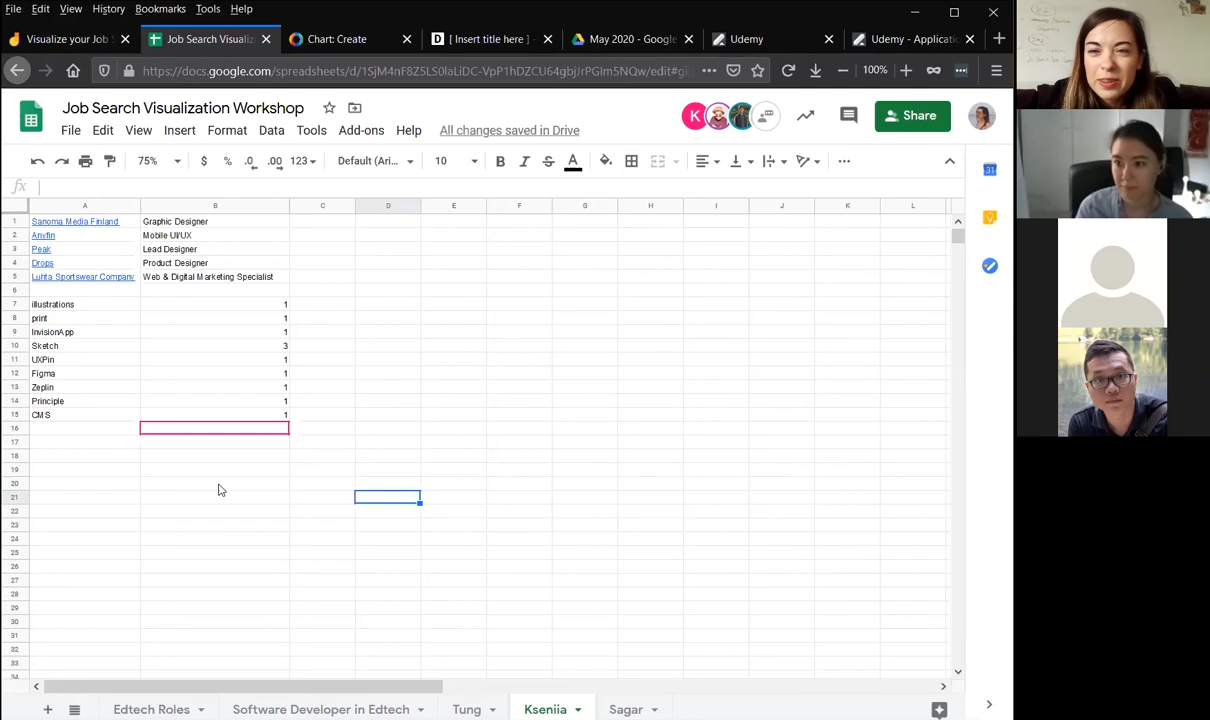 File Edit View History Bookmarks Tools Help
Visualize your Job S
Job Search Visualiza
Chart: Create
[ Insert title here ] -
May 2020 - Google
Udemy
Udemy - Applicatio
https://docs.google.com/spreadsheets/d/1SjM4nF8Z5LS0laLiDC-VpP1hDZCU64gbj/rPGIm5NQw/edit#gi
100%
Job Search Visualization Workshop
File Edit View Insert Format Data Tools Add-ons Help All changes saved in Drive
K
Share
75% $ % .0 .00 123 Default (Ari... 10 B I S A
fx
31
A B C D E F G H I J K L
1 Sanoma Media Finland Graphic Designer
2 Anyfin Mobile UI/UX
3 Peak Lead Designer
4 Drops Product Designer
5 Luhta Sportswear Company Web & Digital Marketing Specialist
6
7 illustrations 1
8 print 1
9 InvisionApp 1
10 Sketch 3
11 UXPin 1
12 Figma 1
13 Zeplin 1
14 Principle 1
15 CMS 1
16
17
18
19
20
21
22
23
24
25
26
27
28
29
30
31
32
33
34
Edtech Roles
Software Developer in Edtech
Tung
Kseniia
Sagar